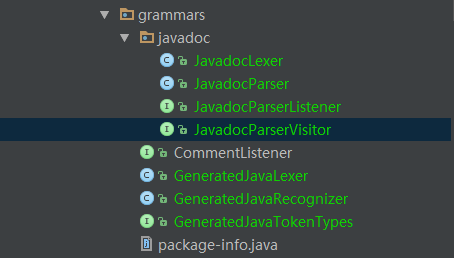 grammars
javadoc
JavadocLexer
JavadocParser
JavadocParserListener
JavadocParserVisitor
CommentListener
GeneratedJavaLexer
GeneratedJavaRecognizer
GeneratedJavaTokenTypes
package-info.java